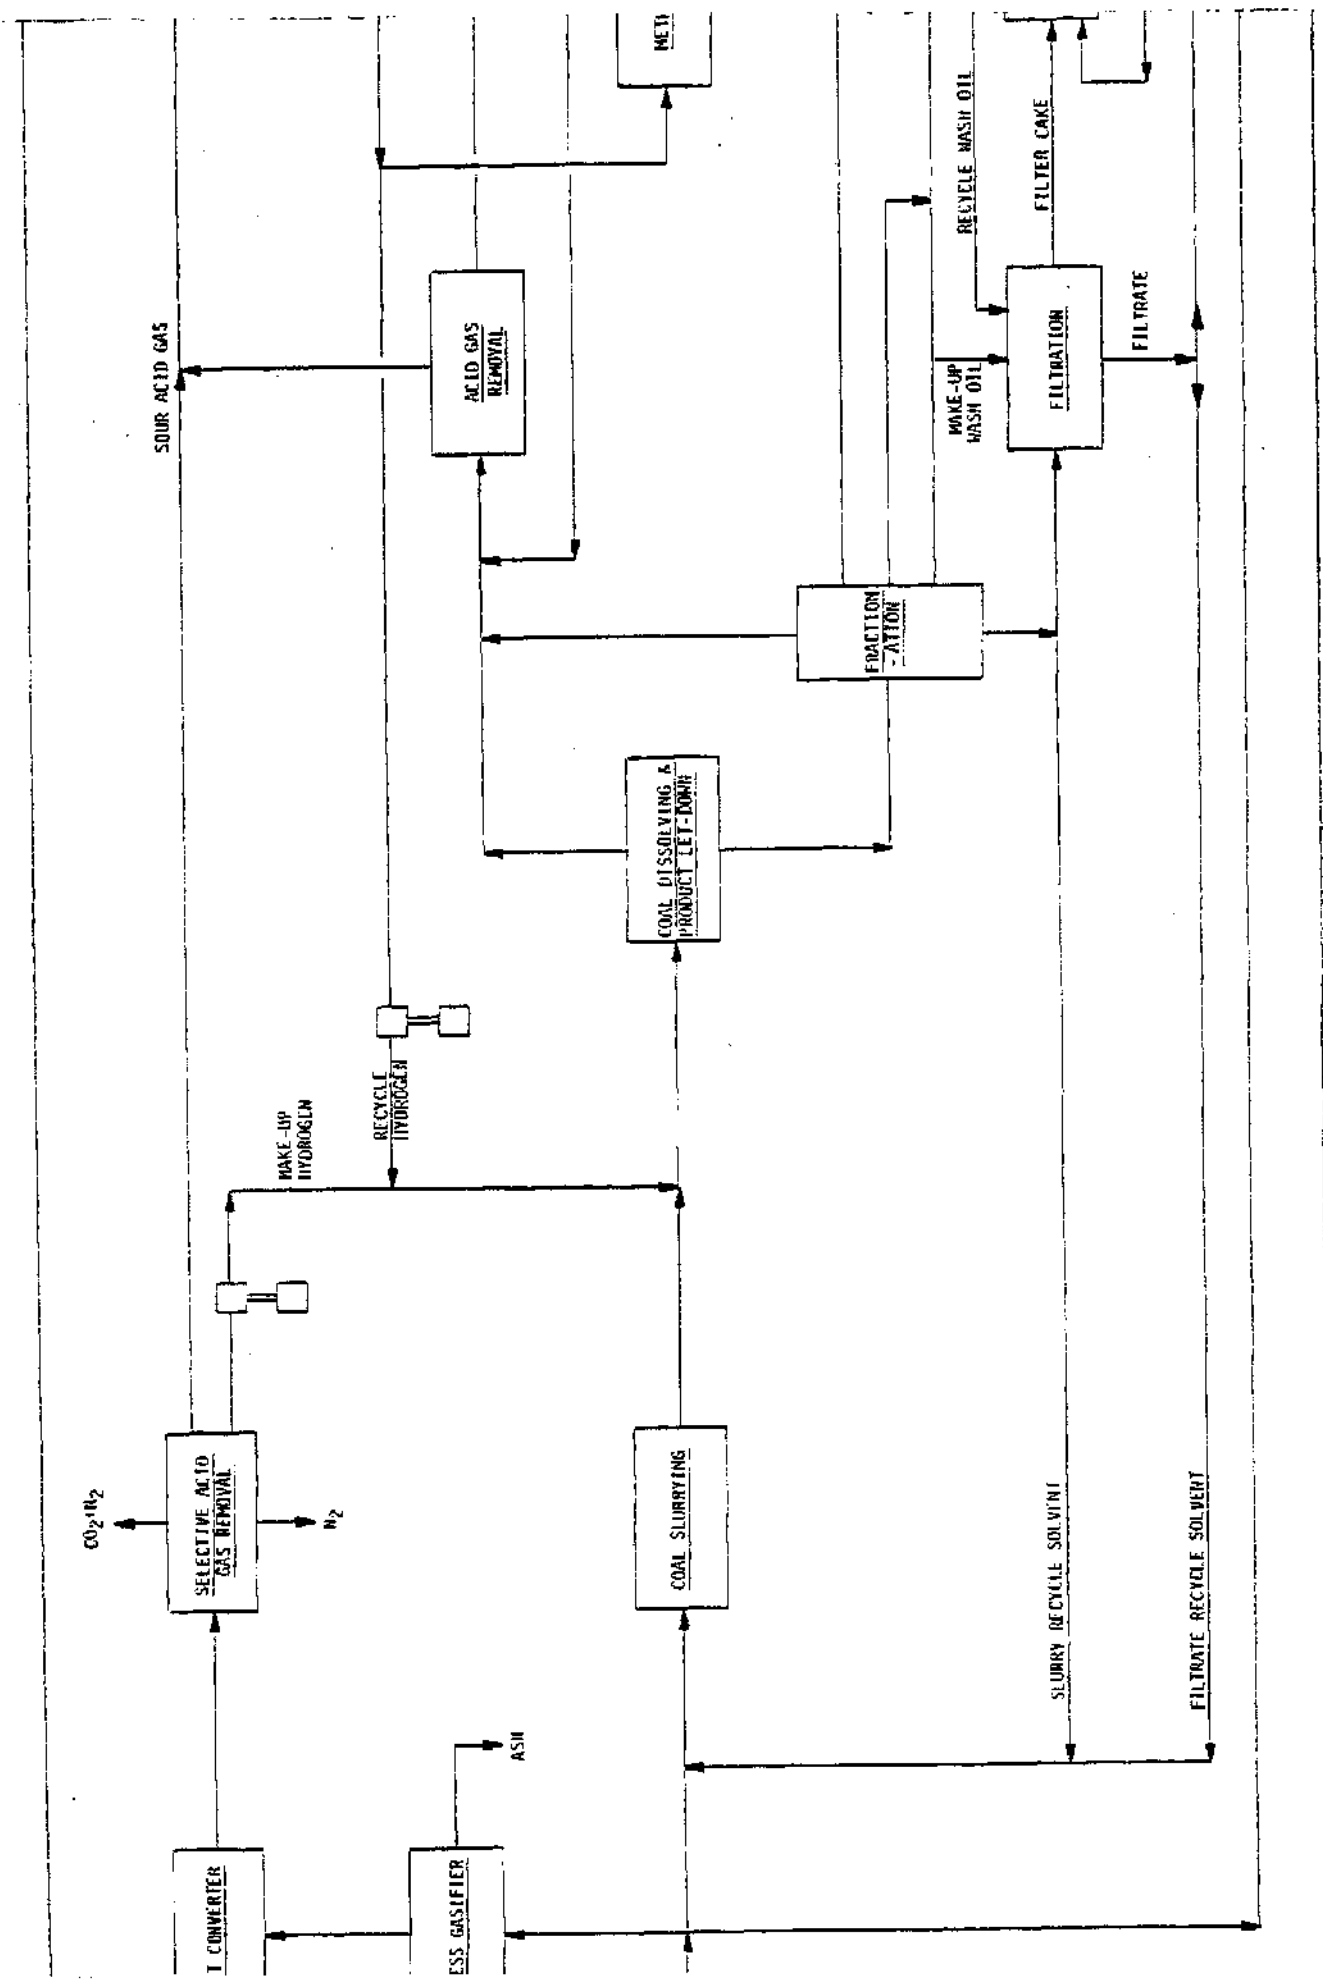 T CONVERTER
ESS GASIFIER
ASH
CO2+N2
SELECTIVE ACID
GAS REMOVAL
N2
MAKE-UP
HYDROGEN
RECYCLE
HYDROGEN
COAL SLURRYING
SLURRY RECYCLE SOLVENT
FILTRATE RECYCLE SOLVENT
COAL DISSOLVING &
PRODUCT LET-DOWN
FRACTION
-ATION
SOUR ACID GAS
ACID GAS
REMOVAL
MAKE-UP
WASH OIL
FILTRATION
FILTRATE
RECYCLE WASH OIL
FILTER CAKE
METH